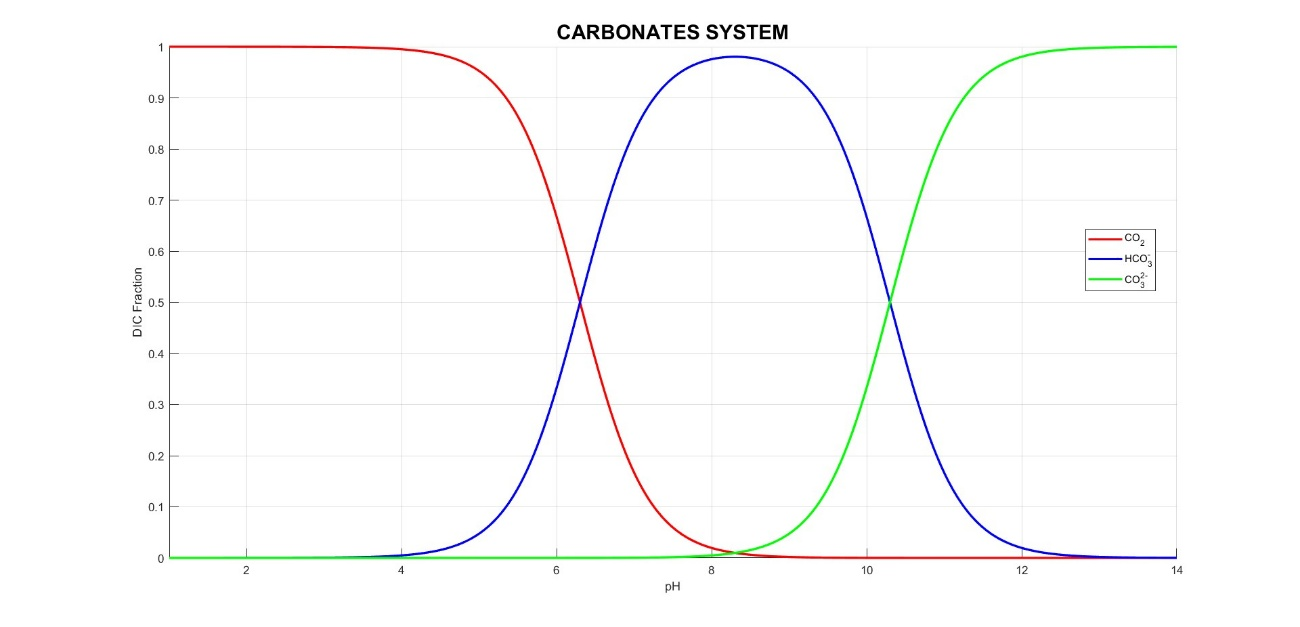 CARBONATES SYSTEM
1
0.9
0.8
0.7
0.6
0.5
0.4
0.3
0.2
0.1
0
DIC Fraction
CO₂
HCO₃⁻
CO₃²⁻
2 4 6 8 10 12 14
pH